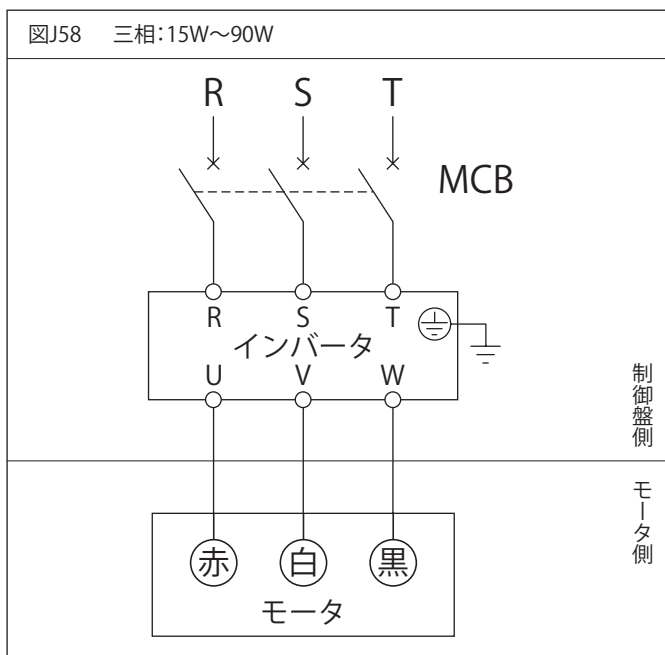 図J58 三相：15W～90W
R S T
MCB
R S T
インバータ
U V W
制御盤側
モータ側
赤 白 黒
モータ